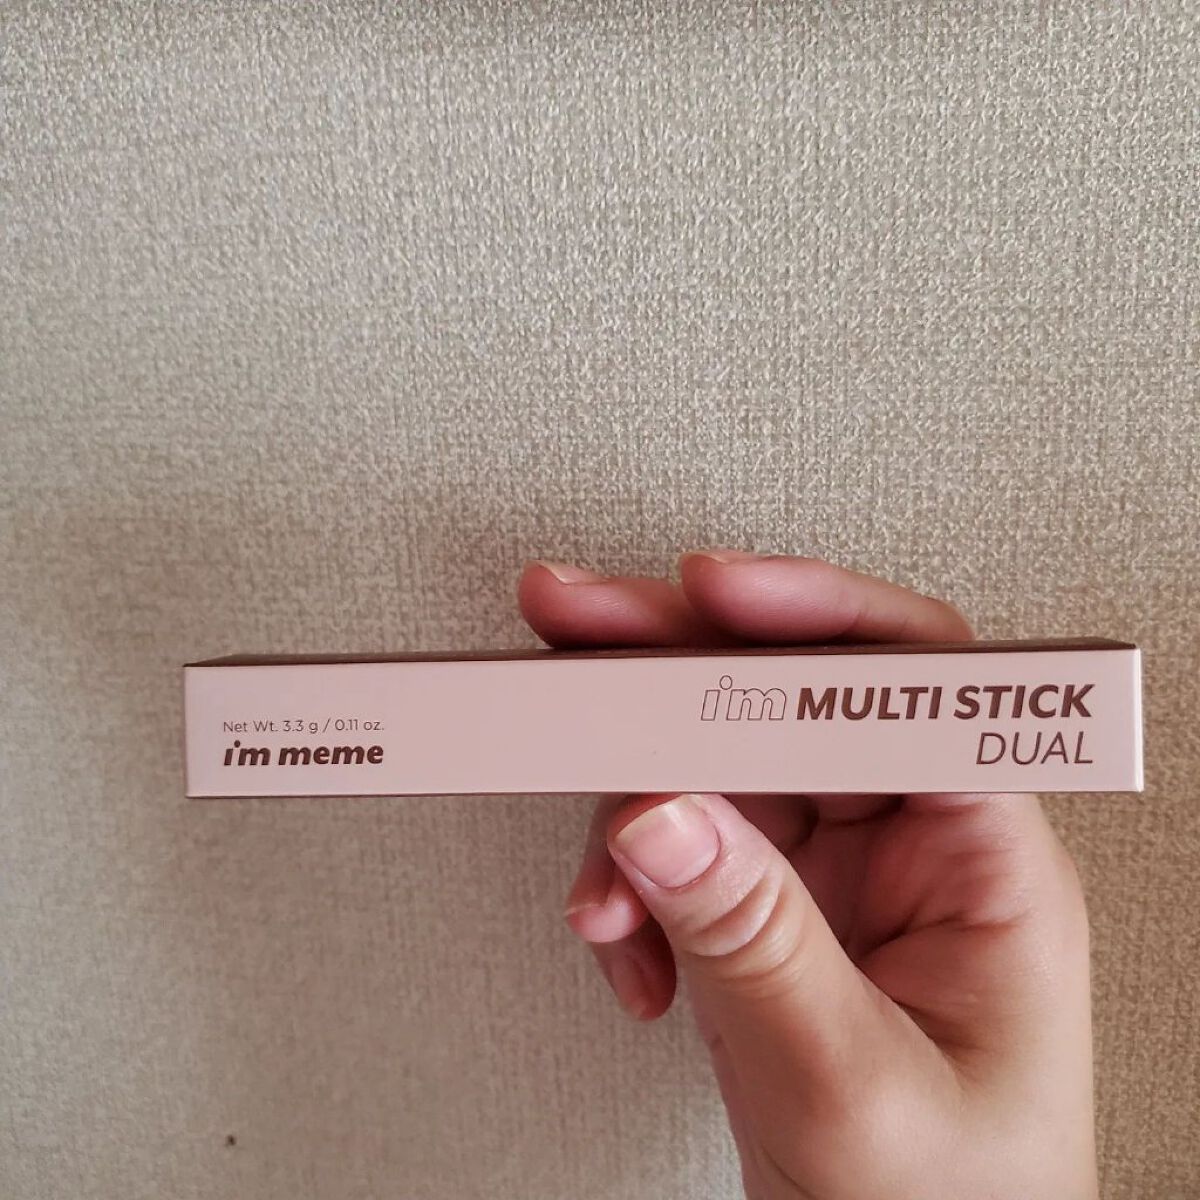 Net Wt. 3.3 g / 0.11 oz.
i'm meme
i'm MULTI STICK
DUAL